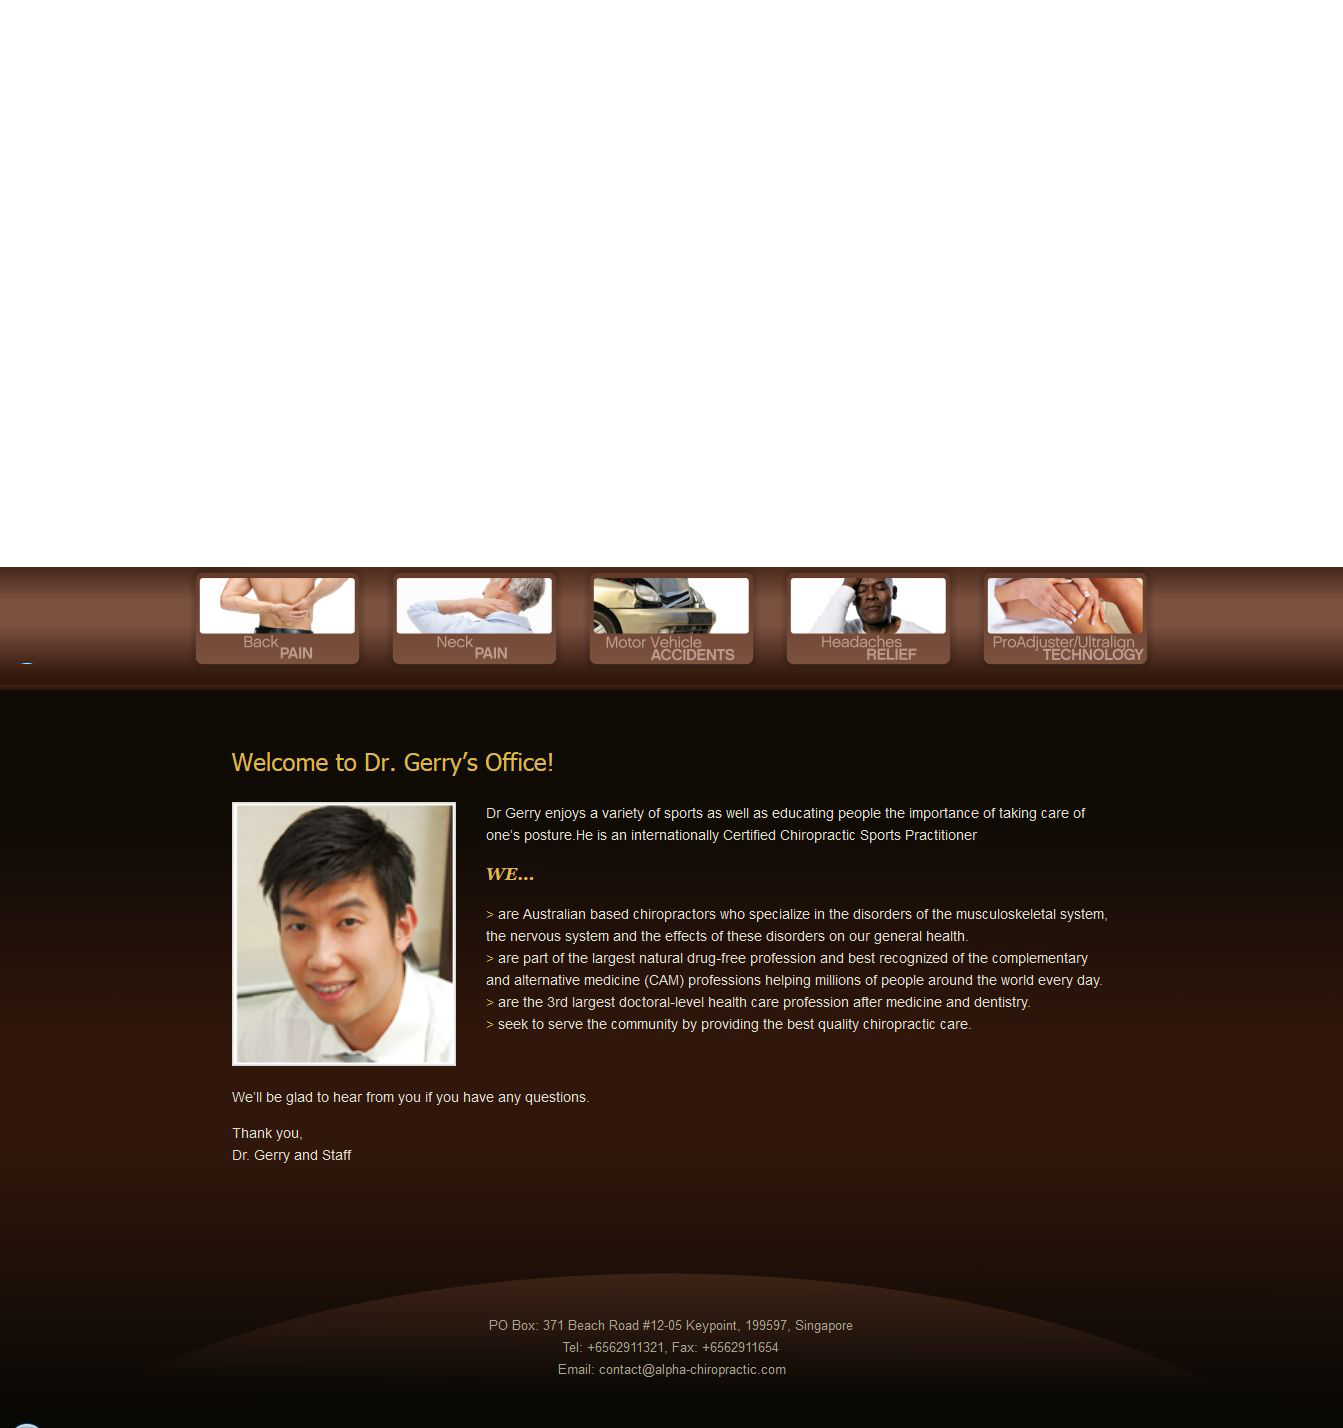 Back
PAIN
Neck
PAIN
Motor Vehicle
ACCIDENTS
Headaches
RELIEF
ProAdjuster/Ultralign
TECHNOLOGY
Welcome to Dr. Gerry’s Office!
Dr Gerry enjoys a variety of sports as well as educating people the importance of taking care of
one’s posture.He is an internationally Certified Chiropractic Sports Practitioner
WE...
> are Australian based chiropractors who specialize in the disorders of the musculoskeletal system,
the nervous system and the effects of these disorders on our general health.
> are part of the largest natural drug-free profession and best recognized of the complementary
and alternative medicine (CAM) professions helping millions of people around the world every day.
> are the 3rd largest doctoral-level health care profession after medicine and dentistry.
> seek to serve the community by providing the best quality chiropractic care.
We’ll be glad to hear from you if you have any questions.
Thank you,
Dr. Gerry and Staff
PO Box: 371 Beach Road #12-05 Keypoint, 199597, Singapore
Tel: +6562911321, Fax: +6562911654
Email: contact@alpha-chiropractic.com